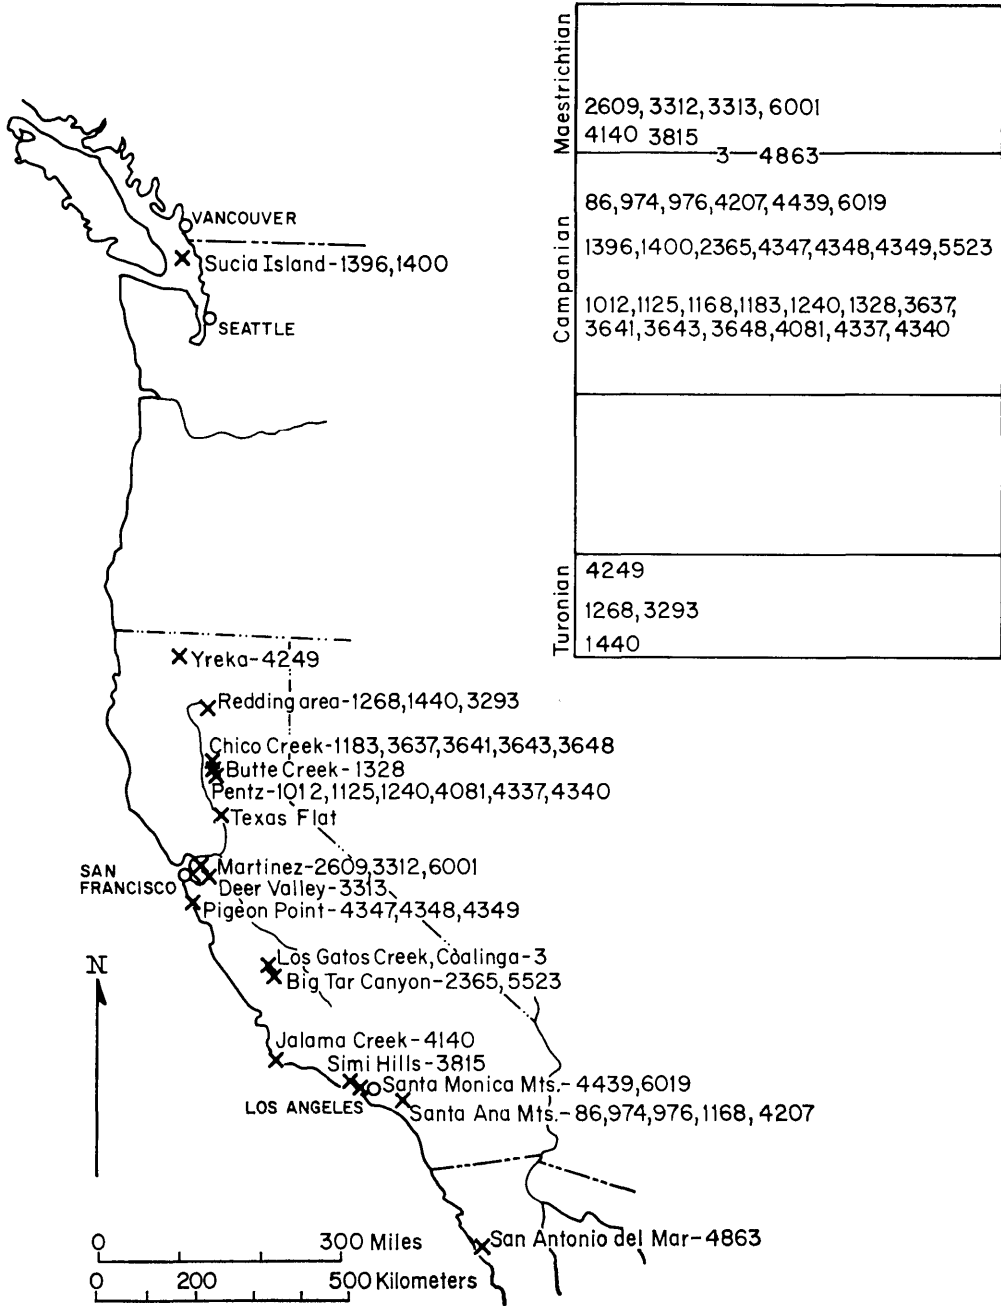 Maestrichtian
2609, 3312, 3313, 6001
4140 3815
3 4863
Campanian
86,974,976,4207,4439,6019
1396,1400,2365,4347,4348,4349,5523
1012,1125,1168,1183,1240,1328,3637,
3641,3643,3648,4081,4337,4340
Turonian
4249
1268,3293
1440
VANCOUVER
Sucia Island-1396,1400
SEATTLE
Yreka-4249
Redding area-1268,1440,3293
Chico Creek-1183,3637,3641,3643,3648
Butte Creek-1328
Pentz-1012,1125,1240,4081,4337,4340
Texas Flat
Martinez-2609,3312,6001
SAN
FRANCISCO
Deer Valley-3313
Pigeon Point-4347,4348,4349
Los Gatos Creek, Coalinga-3
Big Tar Canyon-2365,5523
N
Jalama Creek-4140
Simi Hills-3815
Santa Monica Mts.-4439,6019
LOS ANGELES
Santa Ana Mts.-86,974,976,1168,4207
San Antonio del Mar-4863
0 300 Miles
0 200 500 Kilometers